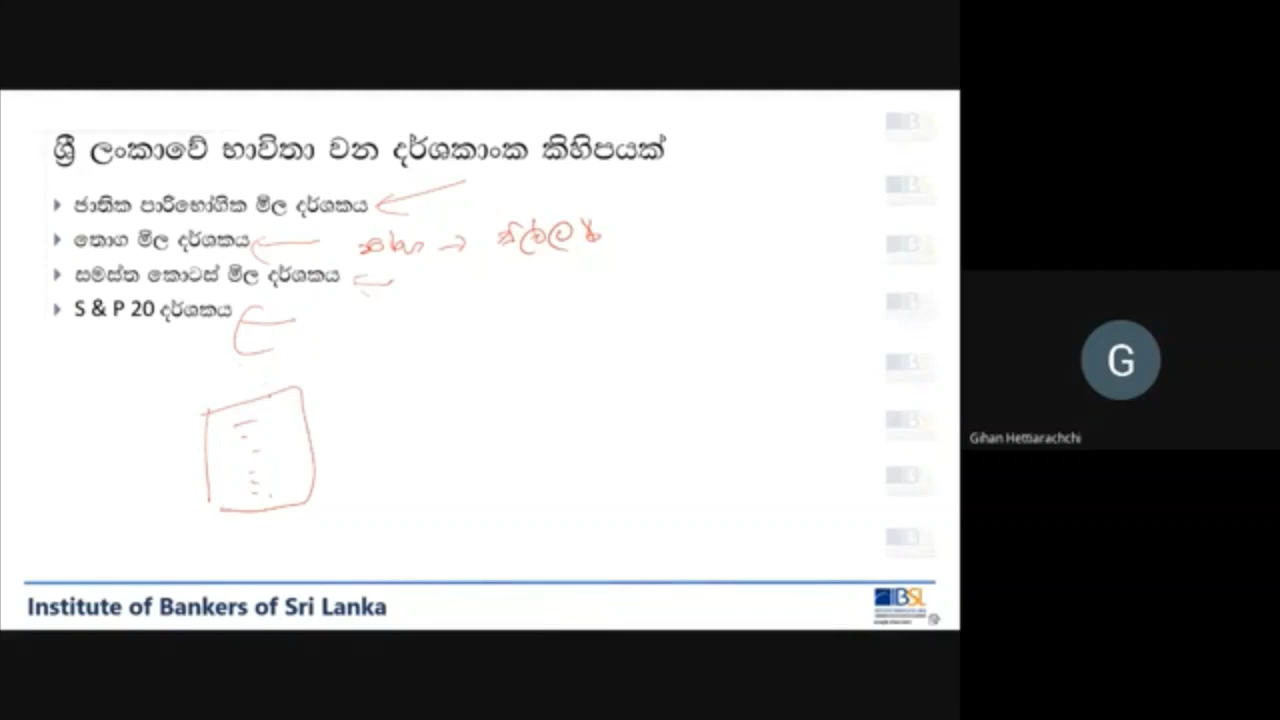 ශ්‍රී ලංකාවේ භාවිතා වන දර්ශකාංක කිහිපයක්
ජාතික පාරිභෝගික මිල දර්ශකය
තොග මිල දර්ශකය
සමස්ත කොටස් මිල දර්ශකය
S & P 20 දර්ශකය
Institute of Bankers of Sri Lanka
IBSL
G
Gihan Hettiarachchi